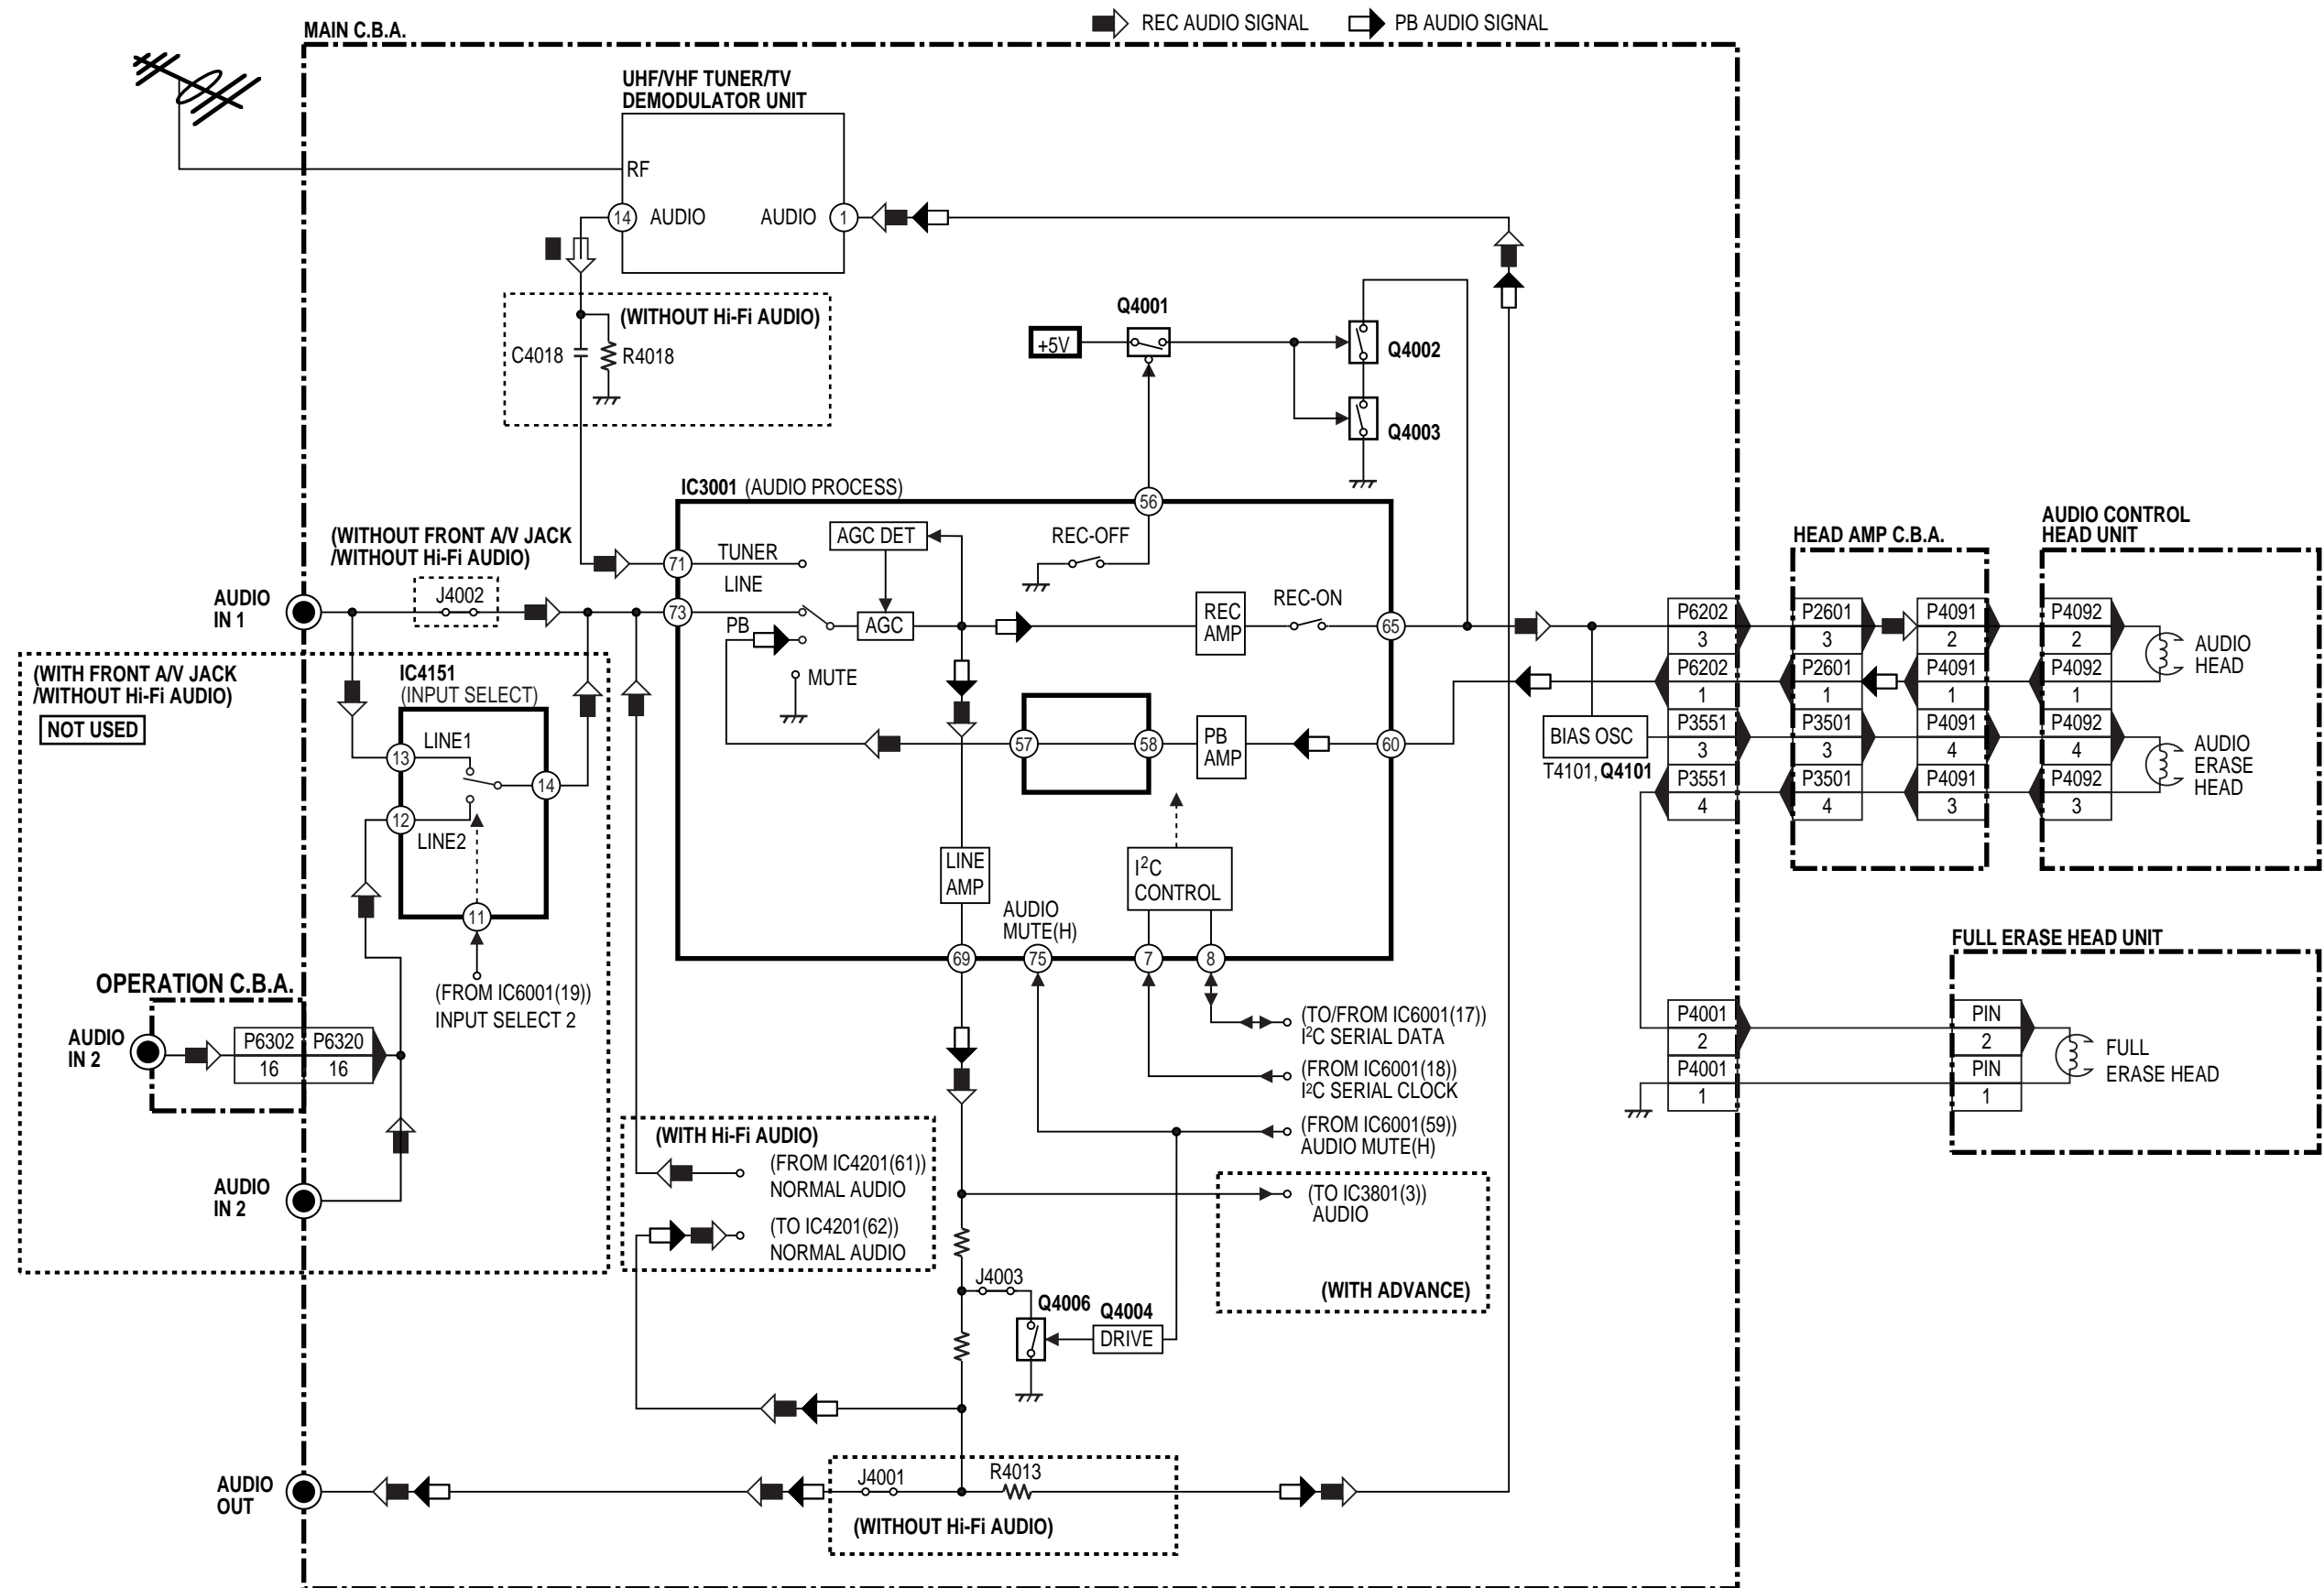 REC AUDIO SIGNAL
PB AUDIO SIGNAL
MAIN C.B.A.
UHF/VHF TUNER/TV
DEMODULATOR UNIT
RF
14
AUDIO
AUDIO
1
(WITHOUT Hi-Fi AUDIO)
C4018
R4018
Q4001
+5V
Q4002
Q4003
IC3001 (AUDIO PROCESS)
56
(WITHOUT FRONT A/V JACK
/WITHOUT Hi-Fi AUDIO)
AGC DET
REC-OFF
71
TUNER
LINE
AUDIO
IN 1
J4002
73
PB
AGC
REC
AMP
REC-ON
65
MUTE
57
58
PB
AMP
60
LINE
AMP
I2C
CONTROL
AUDIO
MUTE(H)
69
75
7
8
HEAD AMP C.B.A.
AUDIO CONTROL
HEAD UNIT
P6202
3
P2601
3
P4091
2
P4092
2
AUDIO
HEAD
P6202
1
P2601
1
P4091
1
P4092
1
BIAS OSC
T4101, Q4101
P3551
3
P3501
3
P4091
4
P4092
4
AUDIO
ERASE
HEAD
P3551
4
P3501
4
P4091
3
P4092
3
(WITH FRONT A/V JACK
/WITHOUT Hi-Fi AUDIO)
NOT USED
IC4151
(INPUT SELECT)
13
LINE1
14
12
LINE2
11
(FROM IC6001(19))
INPUT SELECT 2
OPERATION C.B.A.
AUDIO
IN 2
P6302
16
P6320
16
AUDIO
IN 2
FULL ERASE HEAD UNIT
P4001
2
PIN
2
FULL
ERASE HEAD
P4001
1
PIN
1
(TO/FROM IC6001(17))
I2C SERIAL DATA
(FROM IC6001(18))
I2C SERIAL CLOCK
(FROM IC6001(59))
AUDIO MUTE(H)
(WITH Hi-Fi AUDIO)
(FROM IC4201(61))
NORMAL AUDIO
(TO IC4201(62))
NORMAL AUDIO
(TO IC3801(3))
AUDIO
(WITH ADVANCE)
J4003
Q4006
Q4004
DRIVE
AUDIO
OUT
J4001
R4013
(WITHOUT Hi-Fi AUDIO)